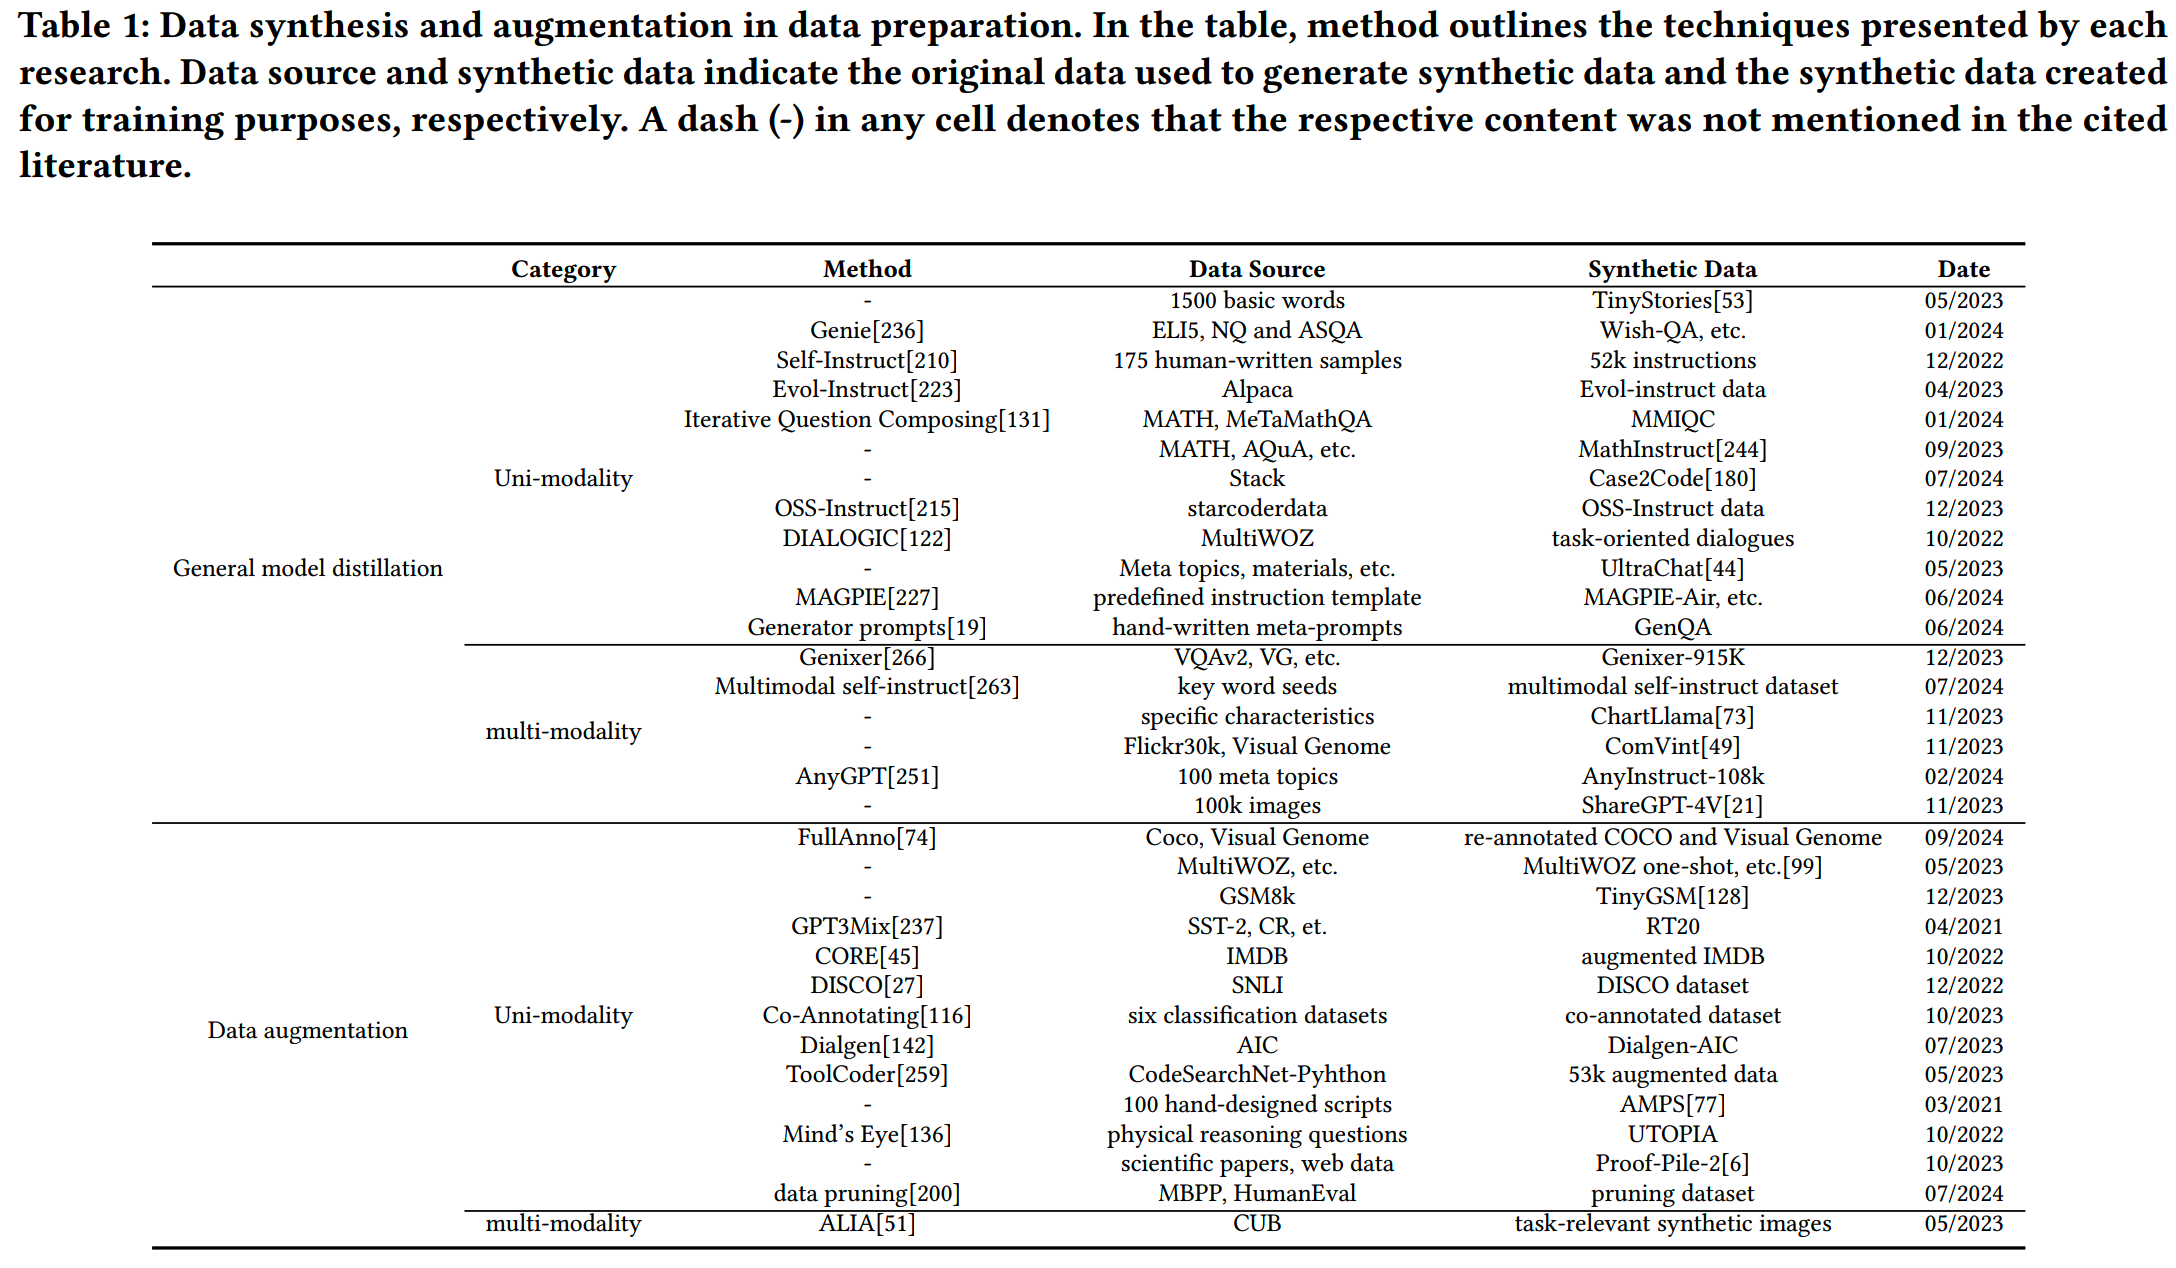 Table 1: Data synthesis and augmentation in data preparation. In the table, method outlines the techniques presented by each
research. Data source and synthetic data indicate the original data used to generate synthetic data and the synthetic data created
for training purposes, respectively. A dash (-) in any cell denotes that the respective content was not mentioned in the cited
literature.
Category Method Data Source Synthetic Data Date
- 1500 basic words TinyStories[53] 05/2023
Genie[236] ELI5, NQ and ASQA Wish-QA, etc. 01/2024
Self-Instruct[210] 175 human-written samples 52k instructions 12/2022
Evol-Instruct[223] Alpaca Evol-instruct data 04/2023
Iterative Question Composing[131] MATH, MeTaMathQA MMIQC 01/2024
- MATH, AQuA, etc. MathInstruct[244] 09/2023
Uni-modality - Stack Case2Code[180] 07/2024
OSS-Instruct[215] starcoderdata OSS-Instruct data 12/2023
DIALOGIC[122] MultiWOZ task-oriented dialogues 10/2022
General model distillation - Meta topics, materials, etc. UltraChat[44] 05/2023
MAGPIE[227] predefined instruction template MAGPIE-Air, etc. 06/2024
Generator prompts[19] hand-written meta-prompts GenQA 06/2024
Genixer[266] VQAv2, VG, etc. Genixer-915K 12/2023
Multimodal self-instruct[263] key word seeds multimodal self-instruct dataset 07/2024
- specific characteristics ChartLlama[73] 11/2023
multi-modality
- Flickr30k, Visual Genome ComVint[49] 11/2023
AnyGPT[251] 100 meta topics AnyInstruct-108k 02/2024
- 100k images ShareGPT-4V[21] 11/2023
FullAnno[74] Coco, Visual Genome re-annotated COCO and Visual Genome 09/2024
- MultiWOZ, etc. MultiWOZ one-shot, etc.[99] 05/2023
- GSM8k TinyGSM[128] 12/2023
GPT3Mix[237] SST-2, CR, et. RT20 04/2021
CORE[45] IMDB augmented IMDB 10/2022
DISCO[27] SNLI DISCO dataset 12/2022
Uni-modality Co-Annotating[116] six classification datasets co-annotated dataset 10/2023
Data augmentation
Dialgen[142] AIC Dialgen-AIC 07/2023
ToolCoder[259] CodeSearchNet-Pyhthon 53k augmented data 05/2023
- 100 hand-designed scripts AMPS[77] 03/2021
Mind's Eye[136] physical reasoning questions UTOPIA 10/2022
- scientific papers, web data Proof-Pile-2[6] 10/2023
data pruning[200] MBPP, HumanEval pruning dataset 07/2024
multi-modality ALIA[51] CUB task-relevant synthetic images 05/2023